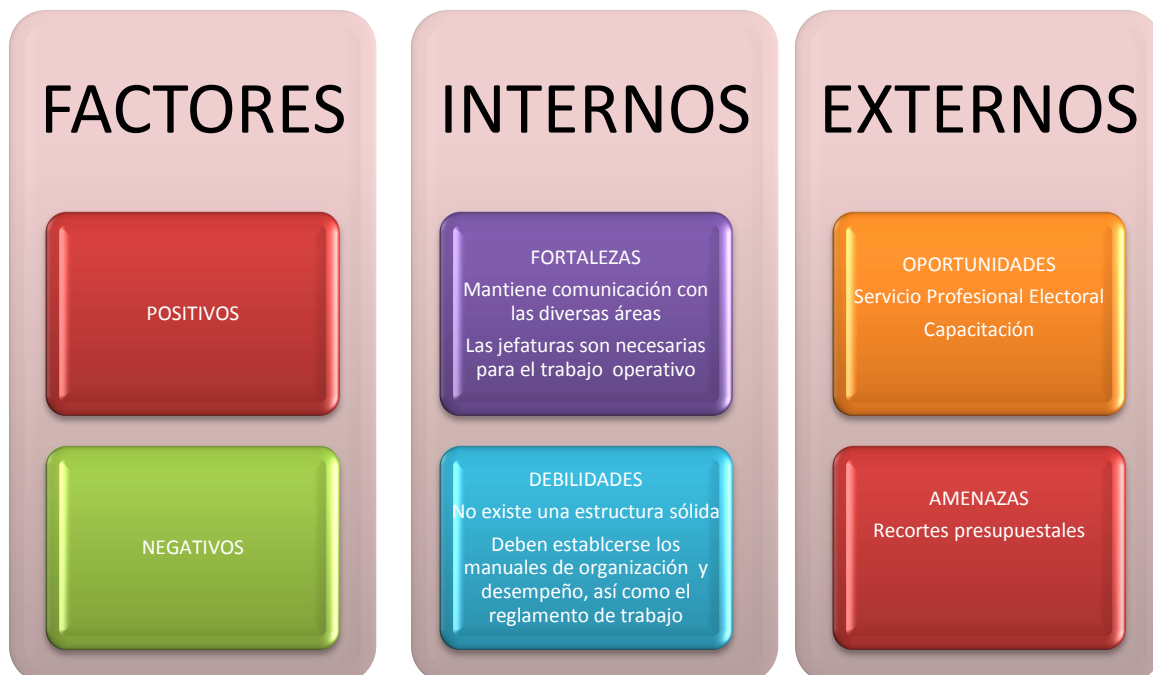 FACTORES
POSITIVOS
NEGATIVOS
INTERNOS
FORTALEZAS
Mantiene comunicación con
las diversas áreas
Las jefaturas son necesarias
para el trabajo operativo
DEBILIDADES
No existe una estructura sólida
Deben establcerse los
manuales de organización y
desempeño, así como el
reglamento de trabajo
EXTERNOS
OPORTUNIDADES
Servicio Profesional Electoral
Capacitación
AMENAZAS
Recortes presupuestales